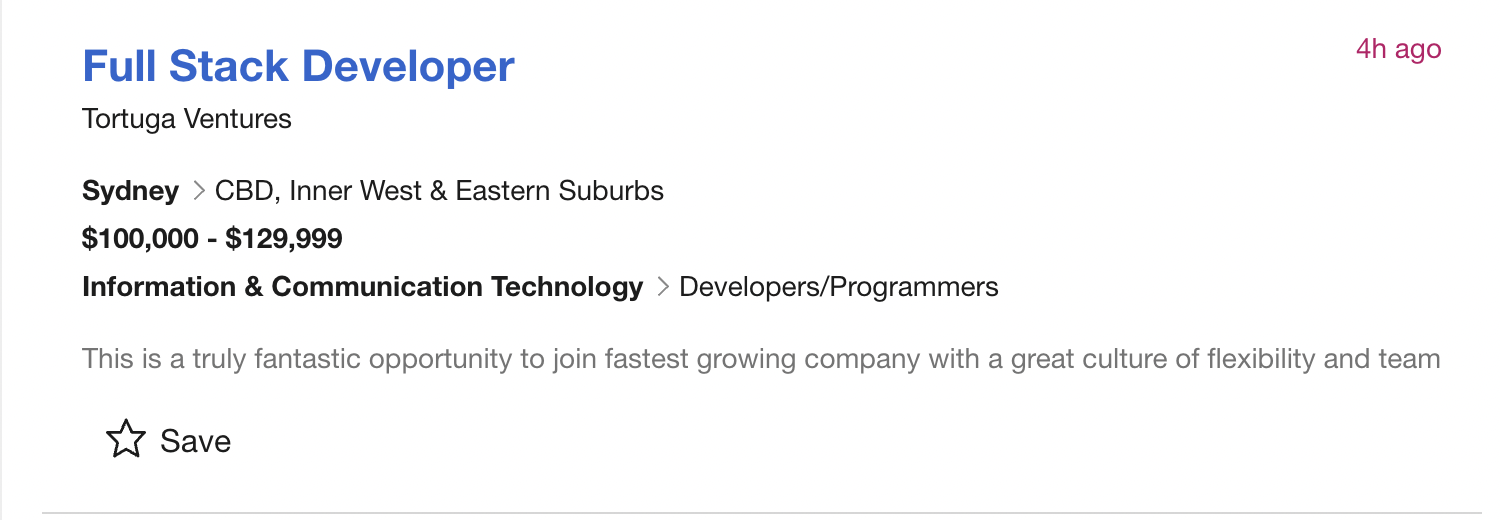 Full Stack Developer
4h ago
Tortuga Ventures
Sydney > CBD, Inner West & Eastern Suburbs
$100,000 - $129,999
Information & Communication Technology > Developers/Programmers
This is a truly fantastic opportunity to join fastest growing company with a great culture of flexibility and team
Save